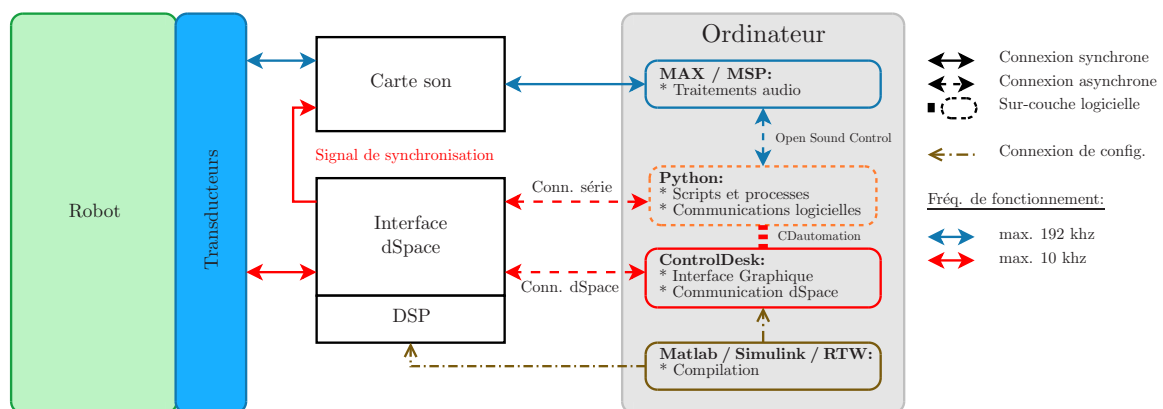 Robot
Transducteurs
Carte son
Signal de synchronisation
Interface
dSpace
DSP
Conn. série
Conn. dSpace
Ordinateur
MAX / MSP:
* Traitements audio
Open Sound Control
Python:
* Scripts et processes
* Communications logicielles
CDautomation
ControlDesk:
* Interface Graphique
* Communication dSpace
Matlab / Simulink / RTW:
* Compilation
Connexion synchrone
Connexion asynchrone
Sur-couche logicielle
Connexion de config.
Fréq. de fonctionnement:
max. 192 khz
max. 10 khz